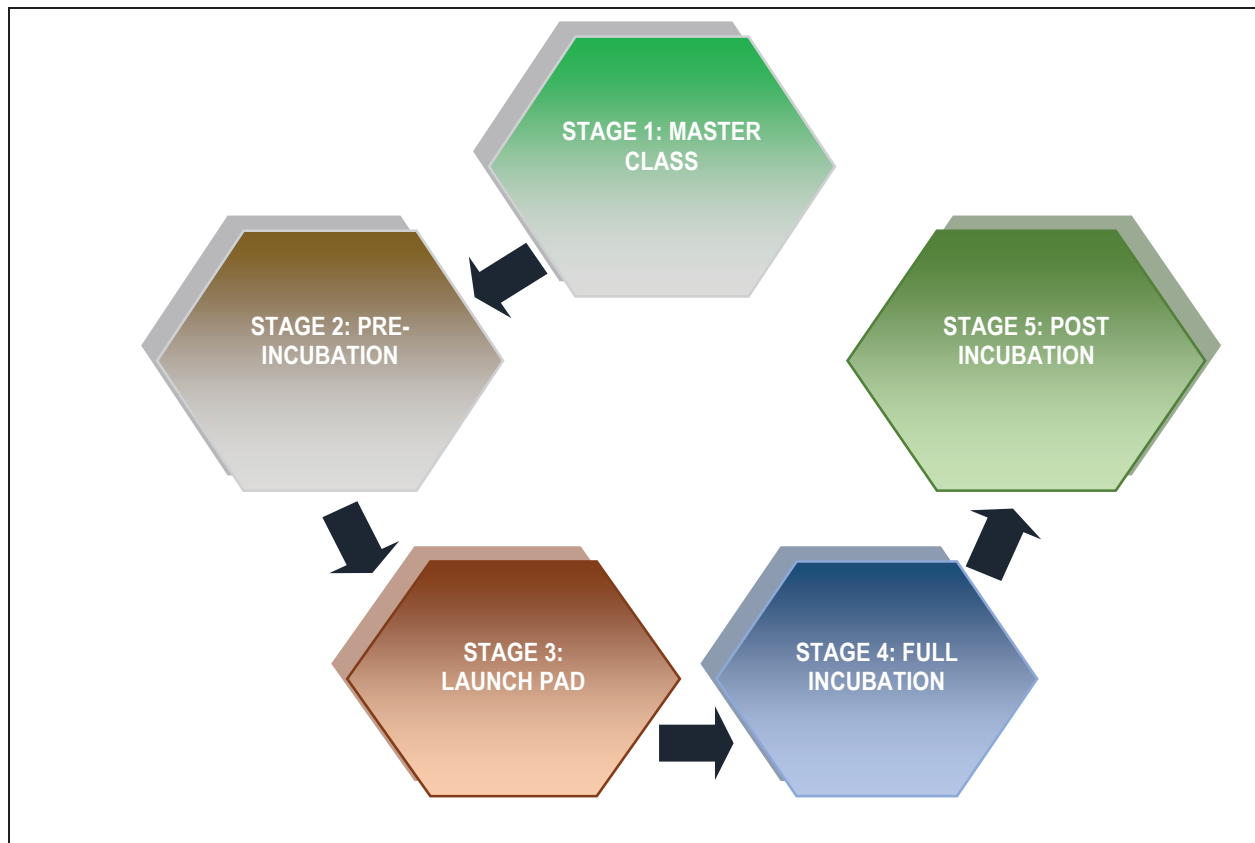 STAGE 1: MASTER
CLASS
STAGE 2: PRE-
INCUBATION
STAGE 3:
LAUNCH PAD
STAGE 4: FULL
INCUBATION
STAGE 5: POST
INCUBATION